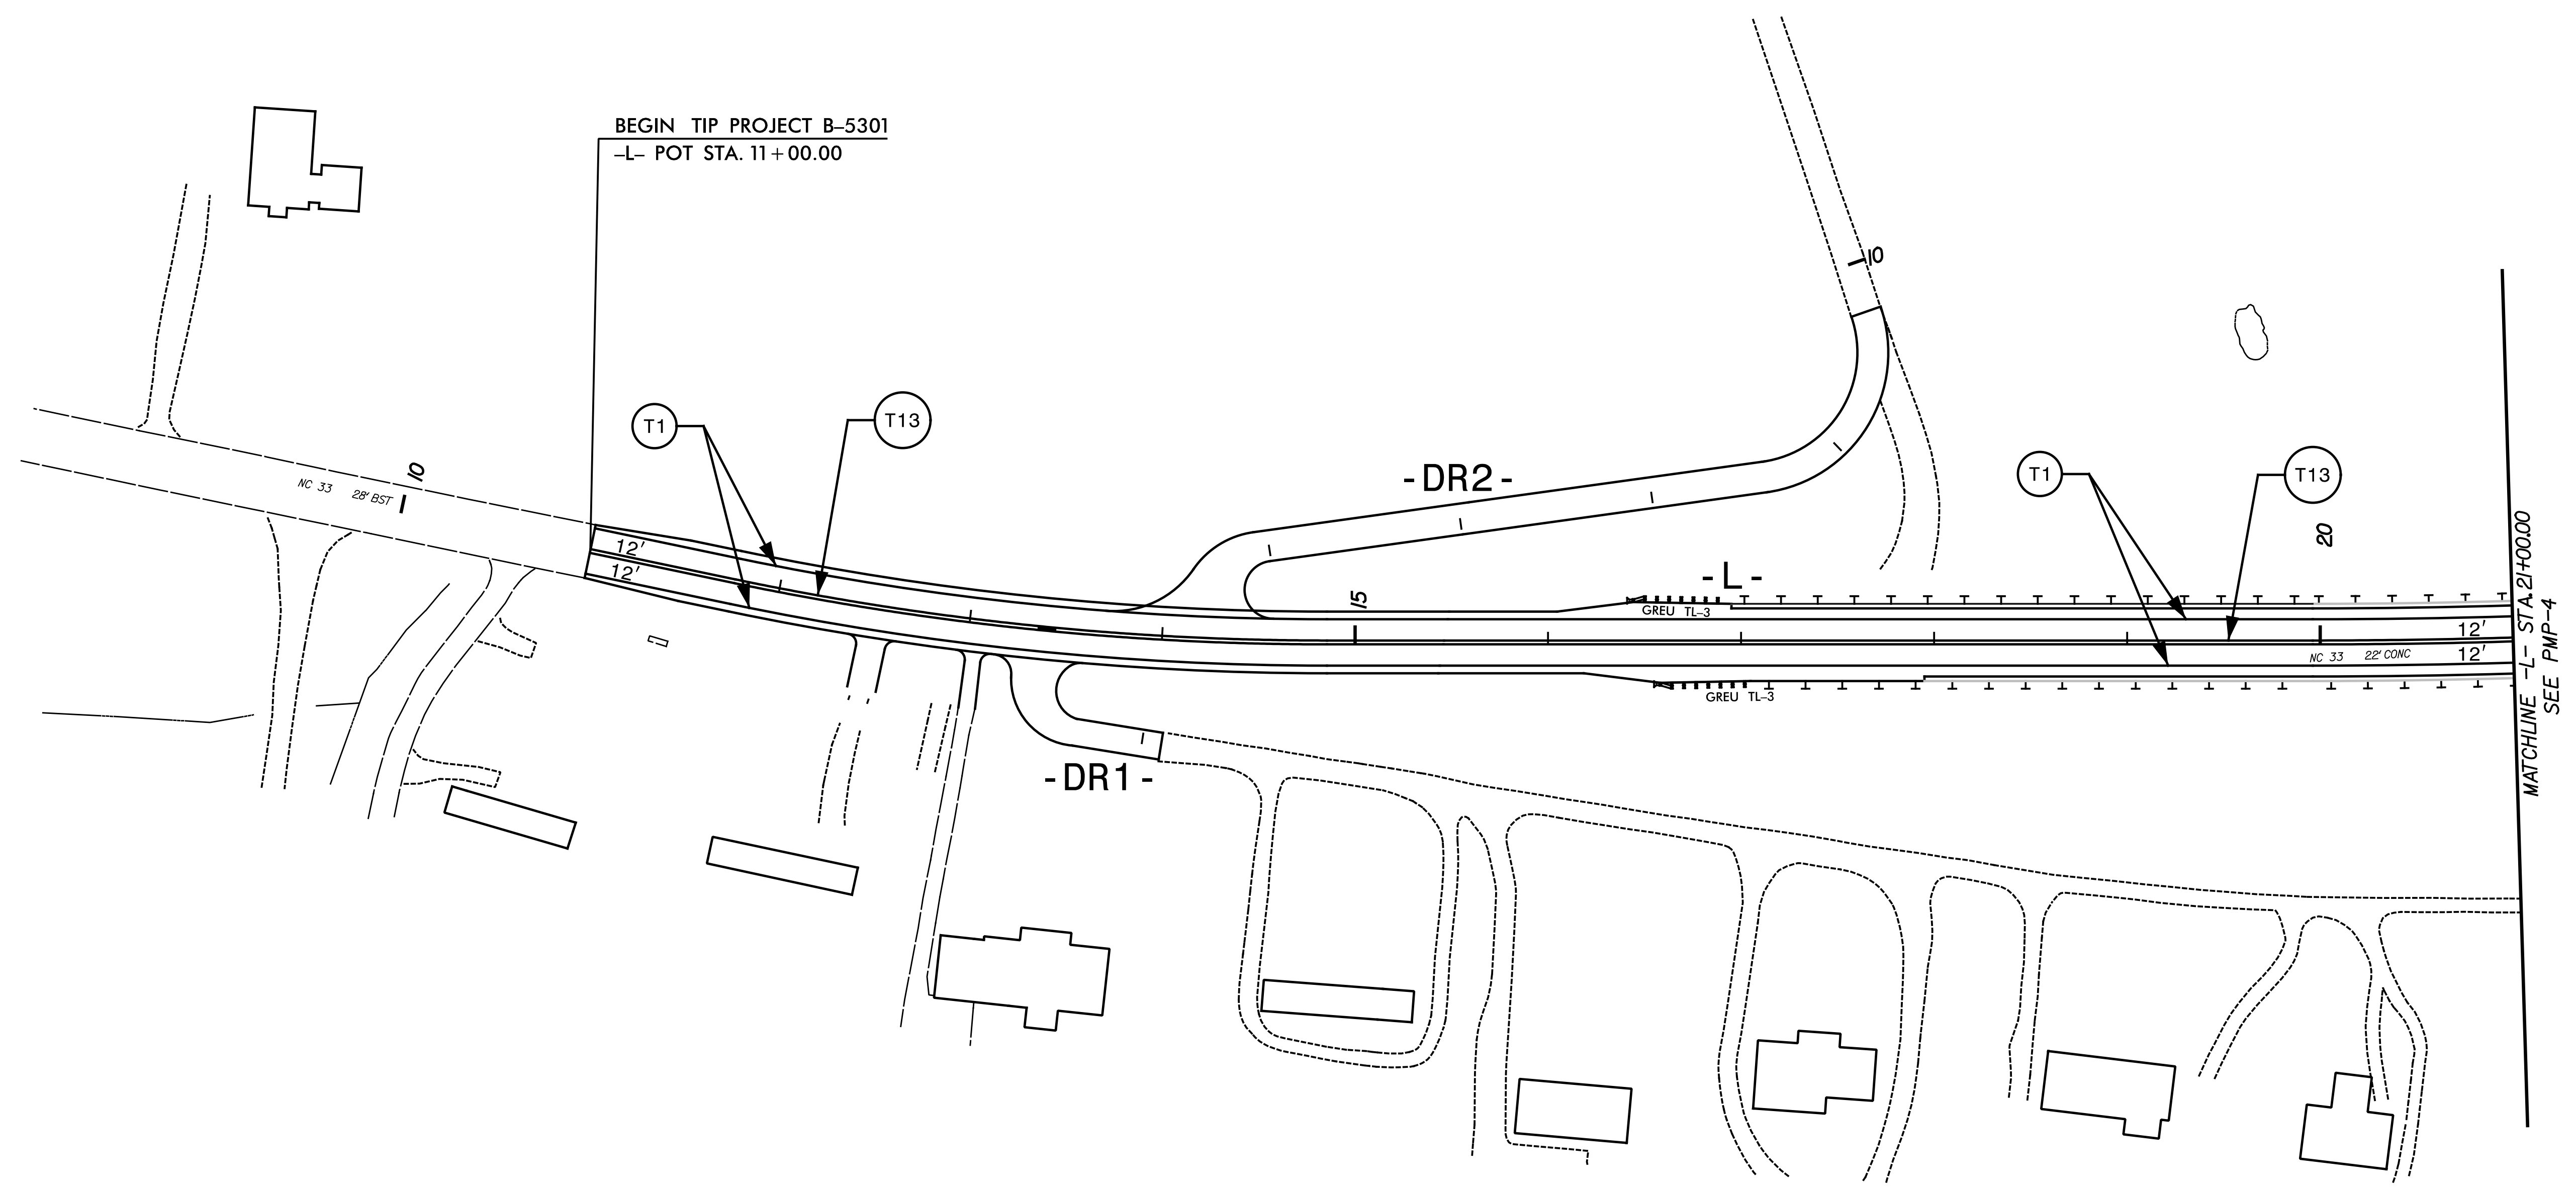 BEGIN TIP PROJECT B–5301
–L– POT STA. 11+00.00
10
T1
T13
NC 33 28' BST
10
12'
12'
-DR2-
T1
T13
20
-L-
15
GREU TL–3
12'
NC 33 22' CONC
12'
GREU TL–3
-DR1-
MATCHLINE -L- STA.21+00.00
SEE PMP-4